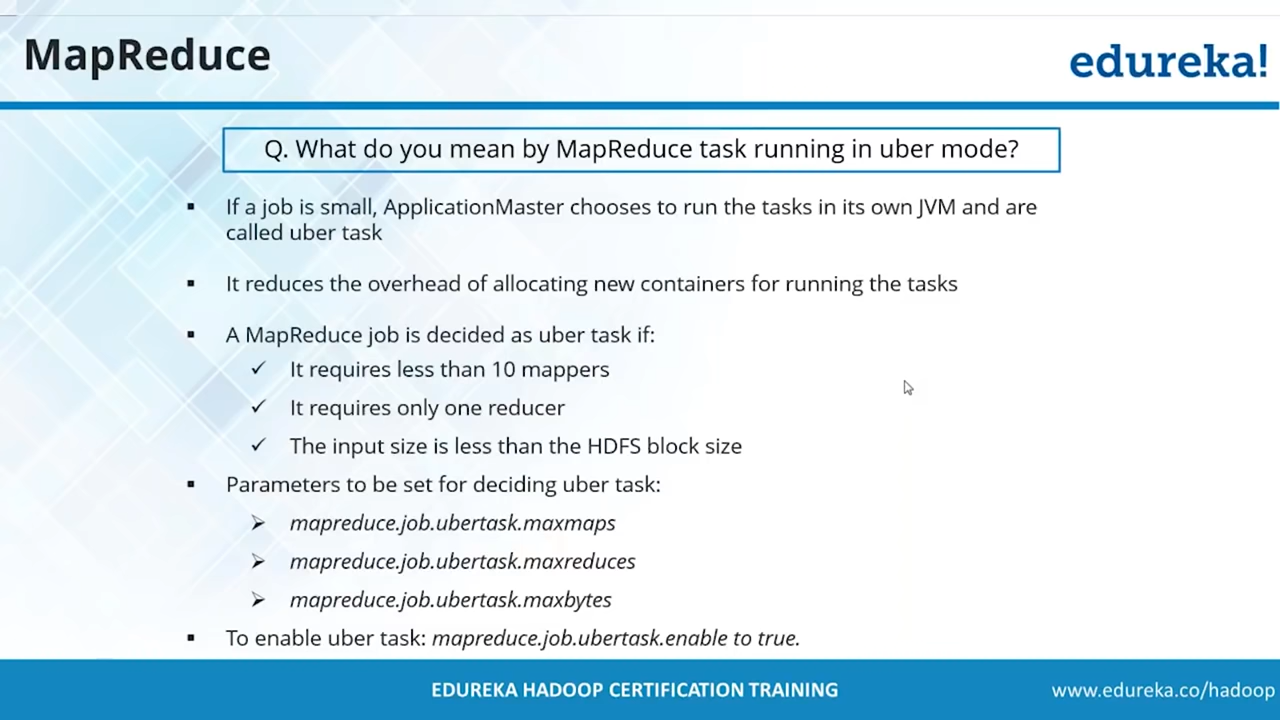 MapReduce
edureka!
Q. What do you mean by MapReduce task running in uber mode?
If a job is small, ApplicationMaster chooses to run the tasks in its own JVM and are
called uber task
It reduces the overhead of allocating new containers for running the tasks
A MapReduce job is decided as uber task if:
It requires less than 10 mappers
It requires only one reducer
The input size is less than the HDFS block size
Parameters to be set for deciding uber task:
mapreduce.job.ubertask.maxmaps
mapreduce.job.ubertask.maxreduces
mapreduce.job.ubertask.maxbytes
To enable uber task: mapreduce.job.ubertask.enable to true.
EDUREKA HADOOP CERTIFICATION TRAINING
www.edureka.co/hadoop